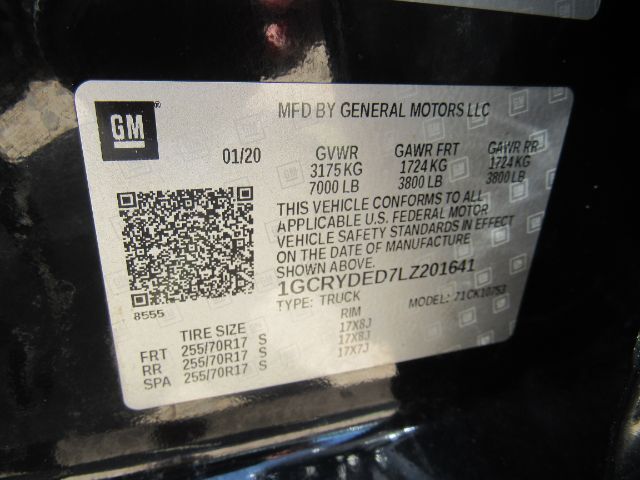 GM
MFD BY GENERAL MOTORS LLC
01/20
GVWR GAWR FRT GAWR RR
3175 KG 1724 KG 1724 KG
7000 LB 3800 LB 3800 LB
THIS VEHICLE CONFORMS TO ALL
APPLICABLE U.S. FEDERAL MOTOR
VEHICLE SAFETY STANDARDS IN EFFECT
ON THE DATE OF MANUFACTURE
SHOWN ABOVE.
1GCRYDED7LZ201641
TYPE: TRUCK MODEL: 71CK10753
8555
TIRE SIZE RIM
FRT 255/70R17 S 17X8J
RR 255/70R17 S 17X8J
SPA 255/70R17 S 17X7J